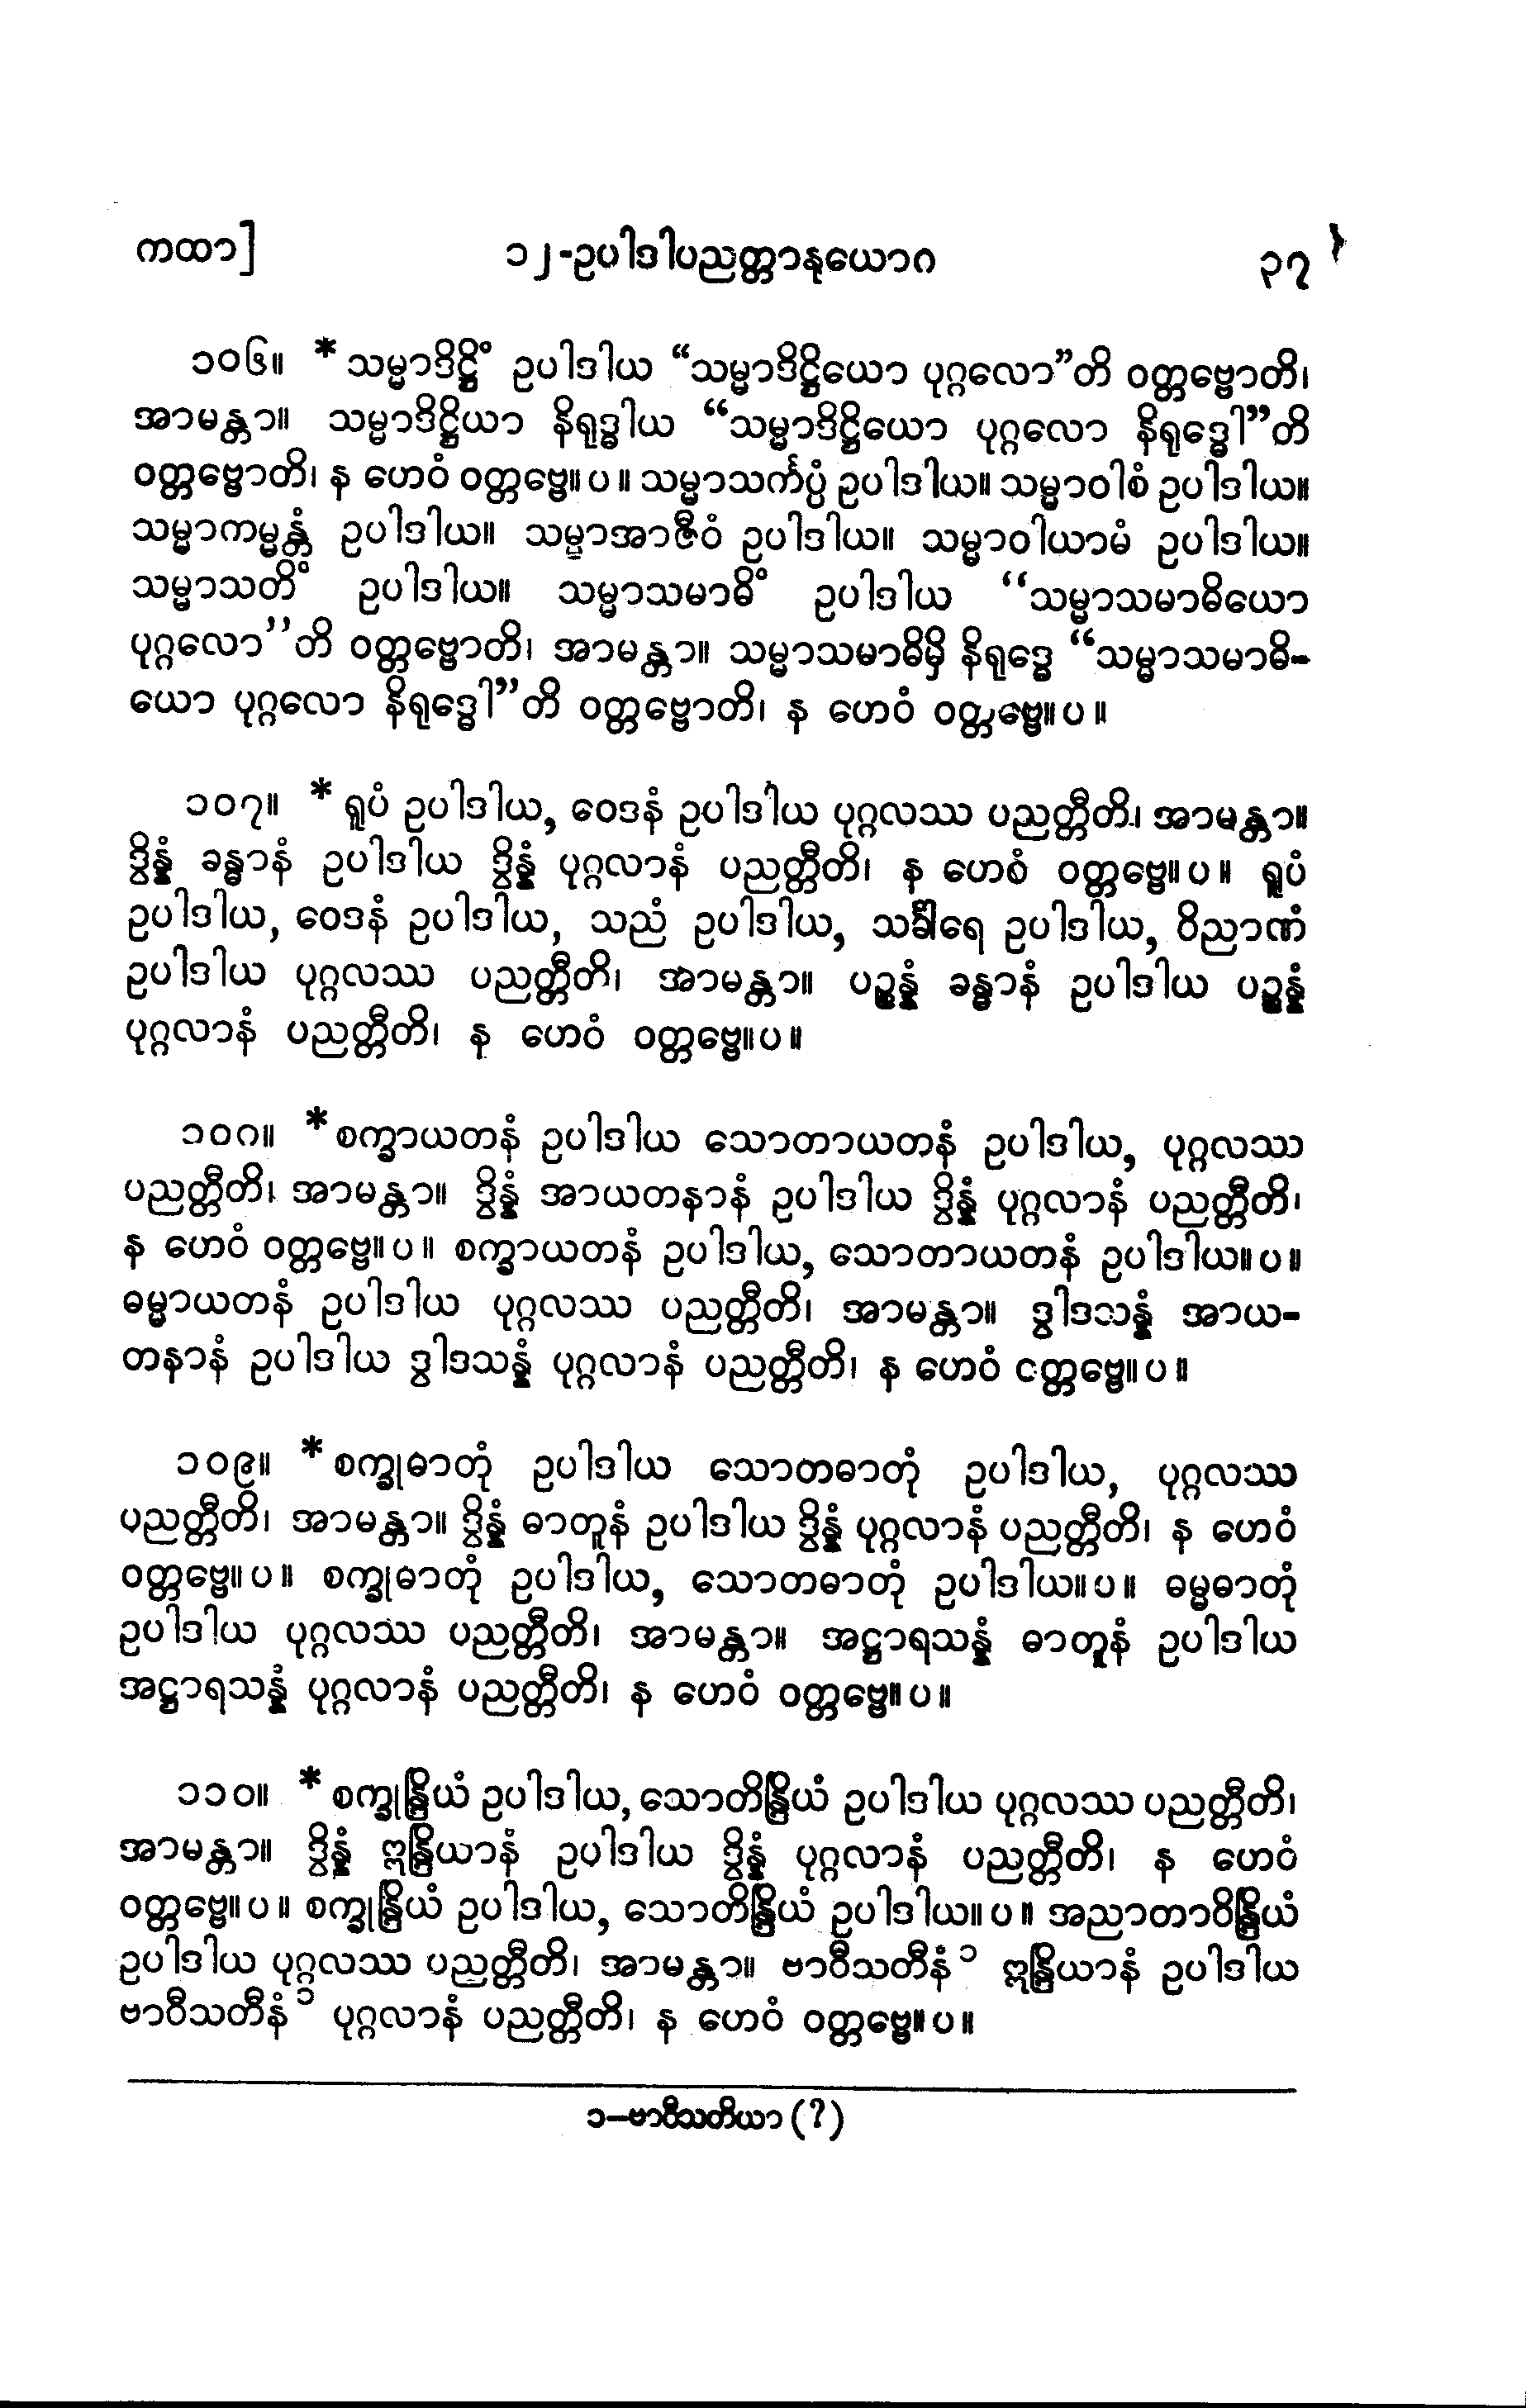 ကထာ] ၁၂-ဥပါဒါပညတ္တာနုယောဂ ၃၇
၁၀၆။ *သမ္မာဒိဋ္ဌိံ ဥပါဒါယ “သမ္မာဒိဋ္ဌိယော ပုဂ္ဂလော”တိ ဝတ္တဗ္ဗောတိ၊
အာမန္တာ။ သမ္မာဒိဋ္ဌိယာ နိရုဒ္ဓါယ “သမ္မာဒိဋ္ဌိယော ပုဂ္ဂလော နိရုဒ္ဓေါ”တိ
ဝတ္တဗ္ဗောတိ၊ န ဟေဝံ ဝတ္တဗ္ဗေ။ ပ ။ သမ္မာသင်္ကပ္ပံ ဥပါဒါယ။ သမ္မာဝါစံ ဥပါဒါယ။
သမ္မာကမ္မန္တံ ဥပါဒါယ။ သမ္မာအာဇီဝံ ဥပါဒါယ။ သမ္မာဝါယာမံ ဥပါဒါယ။
သမ္မာသတိံ ဥပါဒါယ။ သမ္မာသမာဓိံ ဥပါဒါယ “သမ္မာသမာဓိယော
ပုဂ္ဂလော”တိ ဝတ္တဗ္ဗောတိ၊ အာမန္တာ။ သမ္မာသမာဓိမှိ နိရုဒ္ဓေ “သမ္မာသမာဓိ-
ယော ပုဂ္ဂလော နိရုဒ္ဓေါ”တိ ဝတ္တဗ္ဗောတိ၊ န ဟေဝံ ဝတ္တဗ္ဗေ။ ပ ။
၁၀၇။ *ရူပံ ဥပါဒါယ, ဝေဒနံ ဥပါဒါယ ပုဂ္ဂလဿ ပညတ္တီတိ၊ အာမန္တာ။
ဒွိန္နံ ခန္ဓာနံ ဥပါဒါယ ဒွိန္နံ ပုဂ္ဂလာနံ ပညတ္တီတိ၊ န ဟေဝံ ဝတ္တဗ္ဗေ။ ပ ။ ရူပံ
ဥပါဒါယ, ဝေဒနံ ဥပါဒါယ, သညံ ဥပါဒါယ, သင်္ခါရေ ဥပါဒါယ, ဝိညာဏံ
ဥပါဒါယ ပုဂ္ဂလဿ ပညတ္တီတိ၊ အာမန္တာ။ ပဉ္စန္နံ ခန္ဓာနံ ဥပါဒါယ ပဉ္စန္နံ
ပုဂ္ဂလာနံ ပညတ္တီတိ၊ န ဟေဝံ ဝတ္တဗ္ဗေ။ ပ ။
၁၀၈။ *စက္ခာယတနံ ဥပါဒါယ သောတာယတနံ ဥပါဒါယ, ပုဂ္ဂလဿ
ပညတ္တီတိ၊ အာမန္တာ။ ဒွိန္နံ အာယတနာနံ ဥပါဒါယ ဒွိန္နံ ပုဂ္ဂလာနံ ပညတ္တီတိ၊
န ဟေဝံ ဝတ္တဗ္ဗေ။ ပ ။ စက္ခာယတနံ ဥပါဒါယ, သောတာယတနံ ဥပါဒါယ။ ပ ။
ဓမ္မာယတနံ ဥပါဒါယ ပုဂ္ဂလဿ ပညတ္တီတိ၊ အာမန္တာ။ ဒွါဒသန္နံ အာယ-
တနာနံ ဥပါဒါယ ဒွါဒသန္နံ ပုဂ္ဂလာနံ ပညတ္တီတိ၊ န ဟေဝံ ဝတ္တဗ္ဗေ။ ပ ။
၁၀၉။ *စက္ခုဓာတုံ ဥပါဒါယ သောတဓာတုံ ဥပါဒါယ, ပုဂ္ဂလဿ
ပညတ္တီတိ၊ အာမန္တာ။ ဒွိန္နံ ဓာတူနံ ဥပါဒါယ ဒွိန္နံ ပုဂ္ဂလာနံ ပညတ္တီတိ၊ န ဟေဝံ
ဝတ္တဗ္ဗေ။ ပ ။ စက္ခုဓာတုံ ဥပါဒါယ, သောတဓာတုံ ဥပါဒါယ။ ပ ။ ဓမ္မဓာတုံ
ဥပါဒါယ ပုဂ္ဂလဿ ပညတ္တီတိ၊ အာမန္တာ။ အဋ္ဌာရသန္နံ ဓာတူနံ ဥပါဒါယ
အဋ္ဌာရသန္နံ ပုဂ္ဂလာနံ ပညတ္တီတိ၊ န ဟေဝံ ဝတ္တဗ္ဗေ။ ပ ။
၁၁၀။ *စက္ခုန္ဒြိယံ ဥပါဒါယ, သောတိန္ဒြိယံ ဥပါဒါယ ပုဂ္ဂလဿ ပညတ္တီတိ၊
အာမန္တာ။ ဒွိန္နံ ဣန္ဒြိယာနံ ဥပါဒါယ ဒွိန္နံ ပုဂ္ဂလာနံ ပညတ္တီတိ၊ န ဟေဝံ
ဝတ္တဗ္ဗေ။ ပ ။ စက္ခုန္ဒြိယံ ဥပါဒါယ, သောတိန္ဒြိယံ ဥပါဒါယ။ ပ ။ အညာတာဝိန္ဒြိယံ
ဥပါဒါယ ပုဂ္ဂလဿ ပညတ္တီတိ၊ အာမန္တာ။ ဗာဝီသတီနံ ၁ ဣန္ဒြိယာနံ ဥပါဒါယ
ဗာဝီသတီနံ ၁ ပုဂ္ဂလာနံ ပညတ္တီတိ၊ န ဟေဝံ ဝတ္တဗ္ဗေ။ ပ ။
၁—ဗာဝီသတိယာ (?)